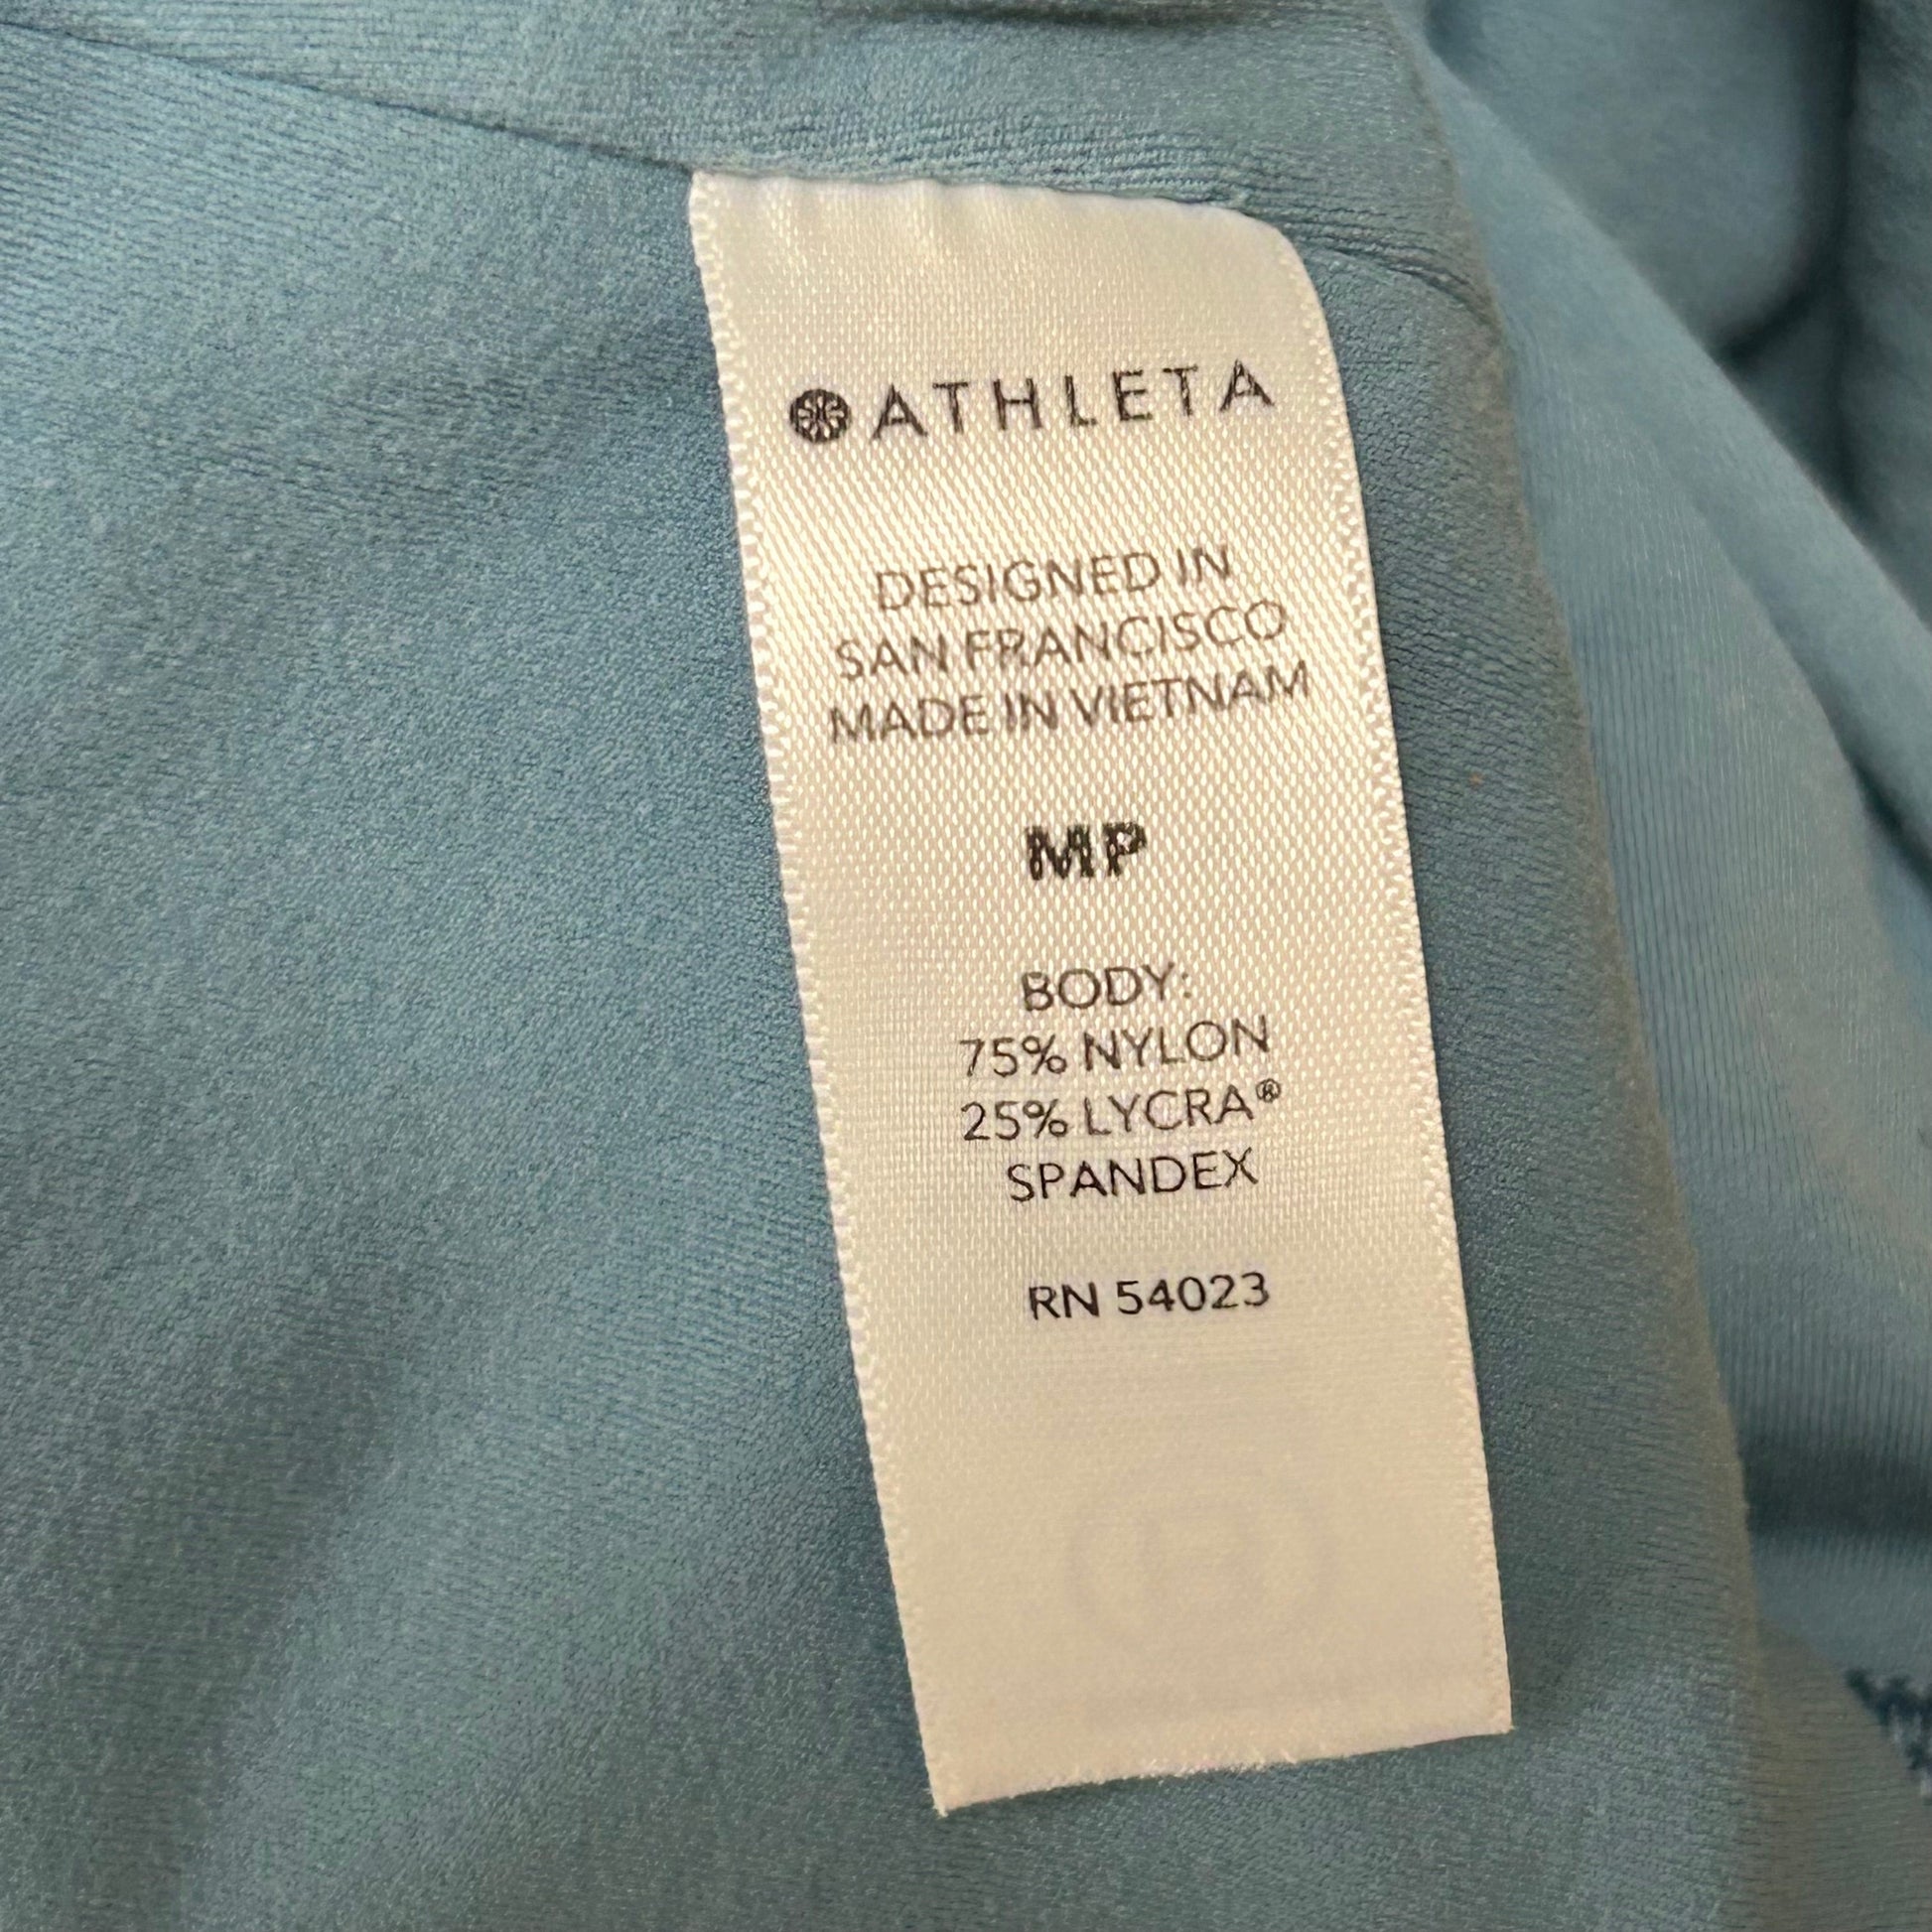 ATHLETA
DESIGNED IN
SAN FRANCISCO
MADE IN VIETNAM
MP
BODY:
75% NYLON
25% LYCRA®
SPANDEX
RN 54023